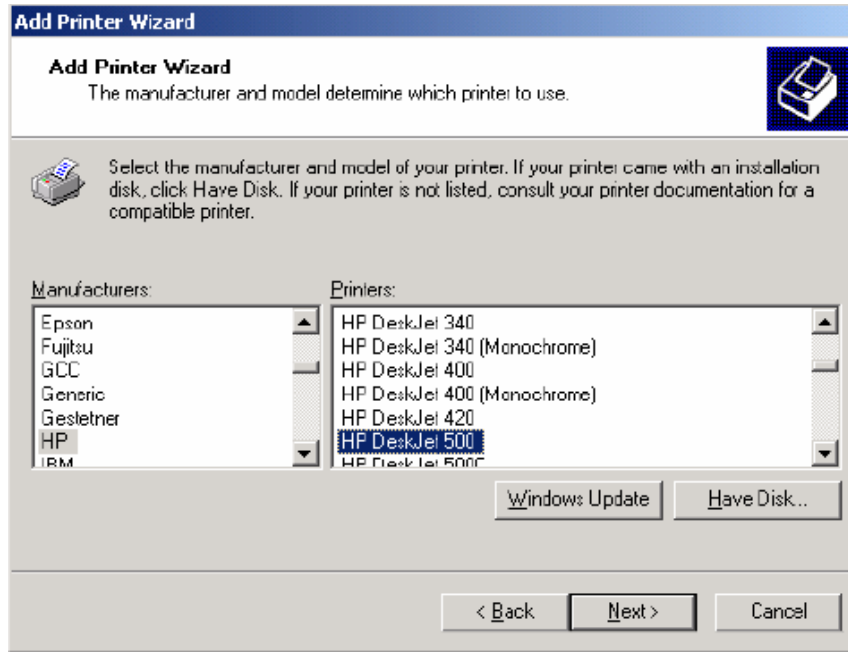 Add Printer Wizard
Add Printer Wizard
The manufacturer and model determine which printer to use.
Select the manufacturer and model of your printer. If your printer came with an installation
disk, click Have Disk. If your printer is not listed, consult your printer documentation for a
compatible printer.
Manufacturers:
Epson
Fujitsu
GCC
Generic
Gestetner
HP
IBM
Printers:
HP DeskJet 340
HP DeskJet 340 (Monochrome)
HP DeskJet 400
HP DeskJet 400 (Monochrome)
HP DeskJet 420
HP DeskJet 500
HP DeskJet 500C
Windows Update
Have Disk...
< Back
Next >
Cancel